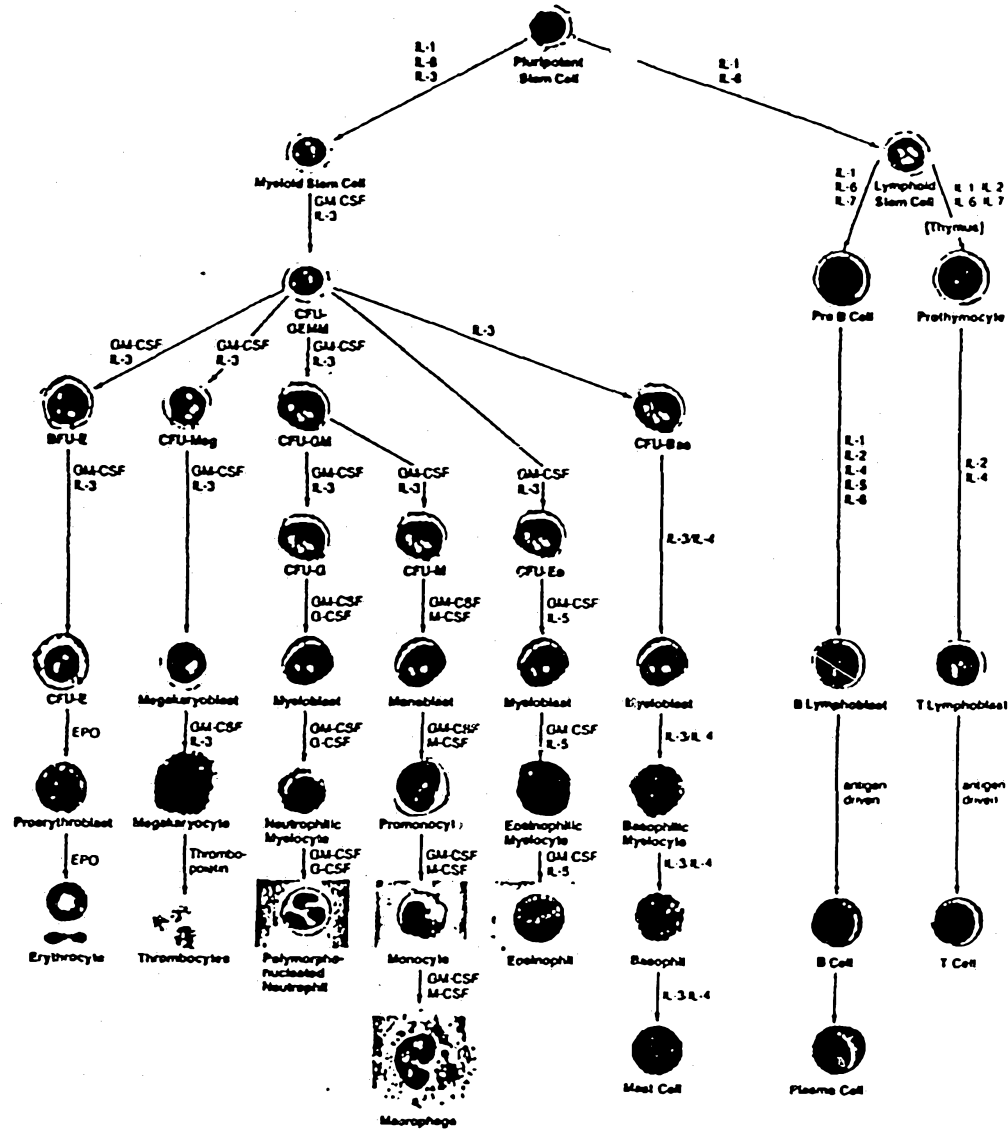 IL-1
IL-6
IL-3
Pluripotent
Stem Cell
IL-1
IL-6
Myeloid Stem Cell
GM-CSF
IL-3
IL-1
IL-6
IL-7
Lymphoid
Stem Cell
IL 1 IL 2
IL 6 IL 7
[Thymus]
CFU-
GEMM
Pre B Cell
Prothymocyte
GM-CSF
IL-3
GM-CSF
IL-3
GM-CSF
IL-3
IL-3
BFU-E
CFU-Meg
CFU-GM
CFU-Bas
GM-CSF
IL-3
GM-CSF
IL-3
GM-CSF
IL-3
GM-CSF
IL-3
GM-CSF
IL-3
IL-1
IL-2
IL-4
IL-5
IL-6
IL-2
IL-4
CFU-G
CFU-M
CFU-Eo
IL-3/IL-4
GM-CSF
G-CSF
GM-CSF
M-CSF
GM-CSF
IL-5
CFU-E
Megakaryoblast
Myeloblast
Monoblast
Myeloblast
Myeloblast
B Lymphoblast
T Lymphoblast
EPO
GM-CSF
IL-3
GM-CSF
G-CSF
GM-CSF
M-CSF
GM-CSF
IL-5
IL-3/IL-4
antigen
driven
antigen
driven
Proerythroblast
Megakaryocyte
Neutrophilic
Myelocyte
Promonocyte
Eosinophilic
Myelocyte
Basophilic
Myelocyte
EPO
Thrombo-
poietin
GM-CSF
G-CSF
GM-CSF
M-CSF
GM-CSF
IL-5
IL-3/IL-4
Erythrocyte
Thrombocytes
Polymorpho-
nucleated
Neutrophil
Monocyte
Eosinophil
Basophil
B Cell
T Cell
GM-CSF
M-CSF
IL-3/IL-4
Macrophage
Mast Cell
Plasma Cell